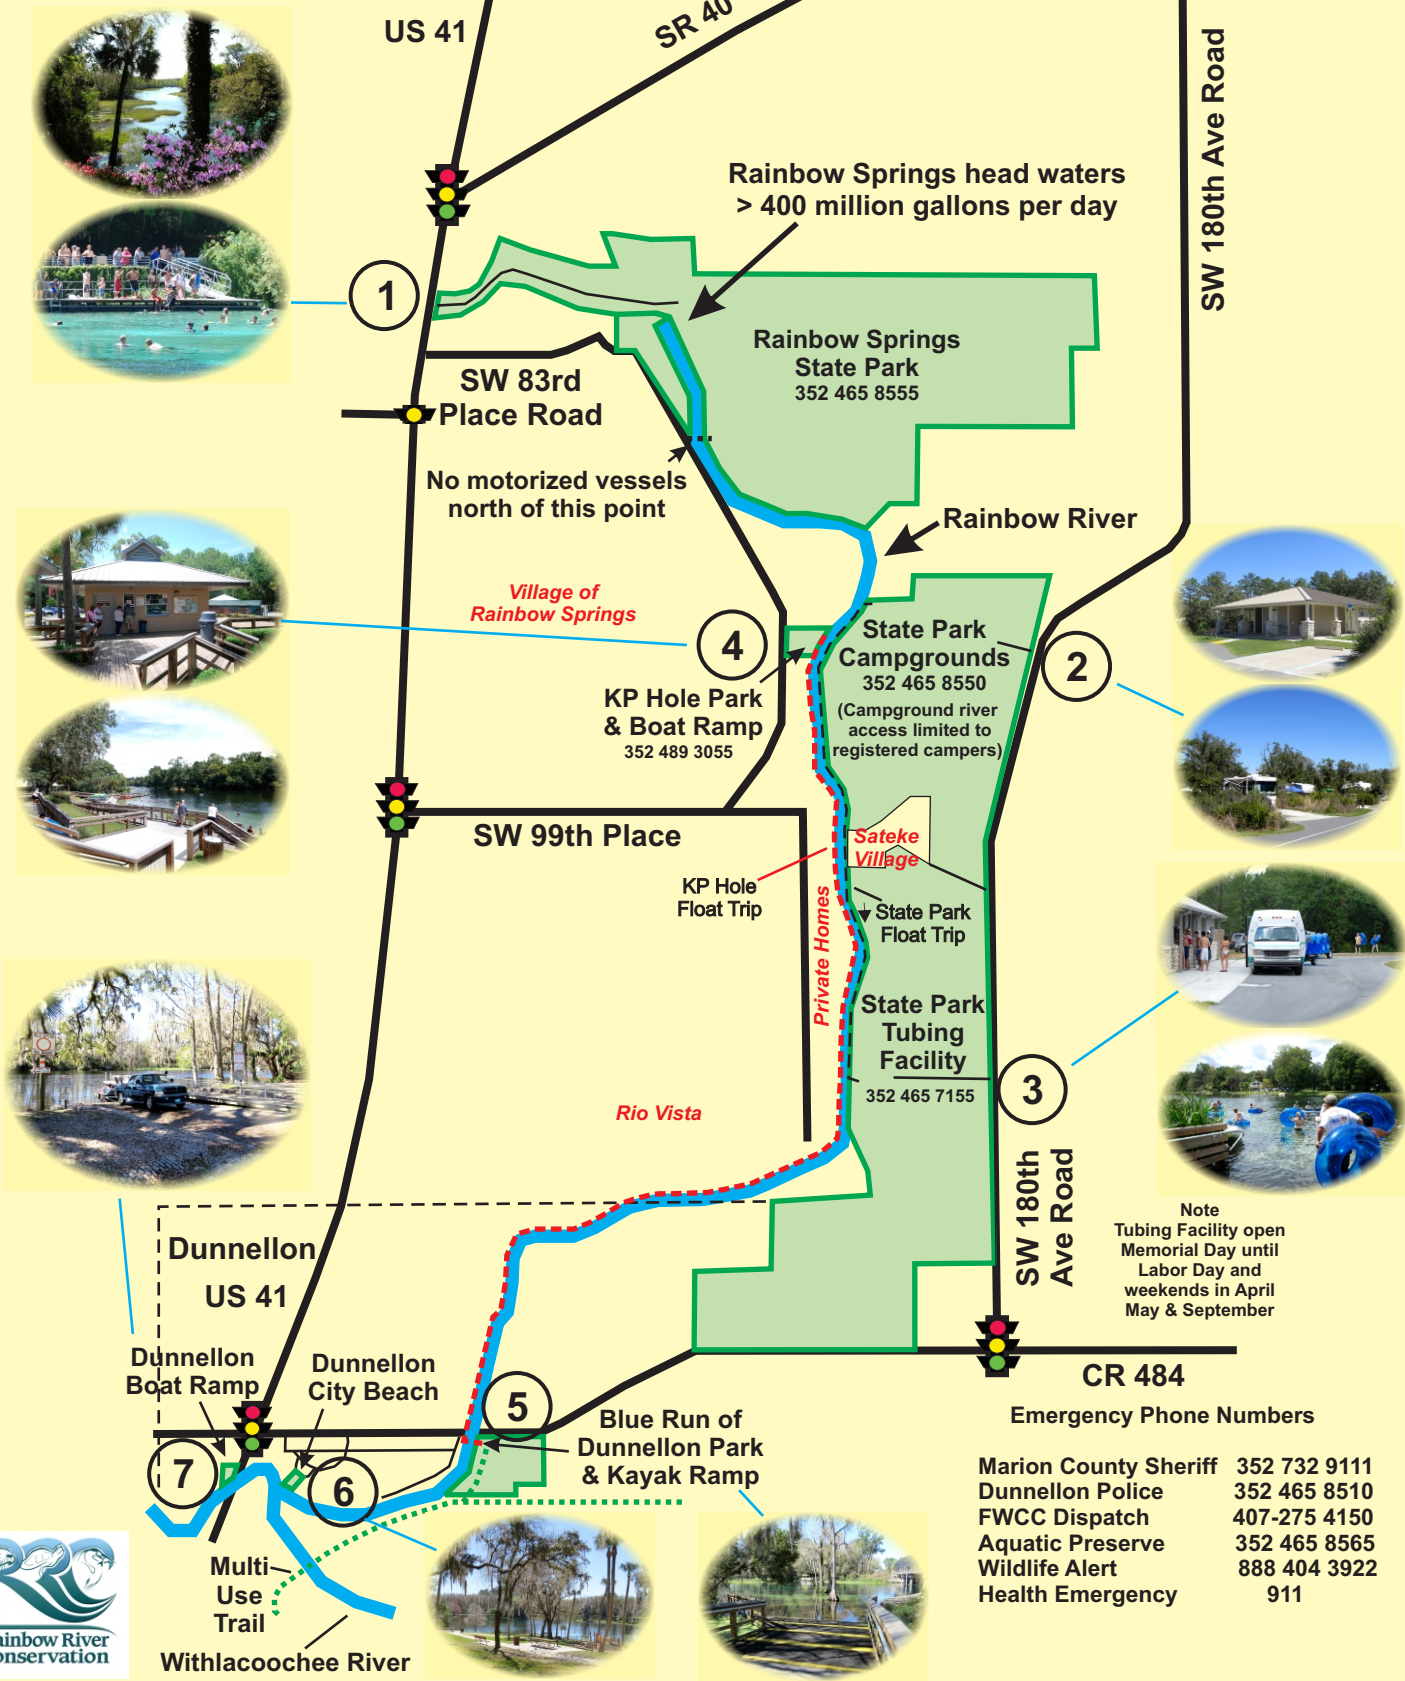 US 41
SR 40
SW 180th Ave Road
Rainbow Springs head waters
> 400 million gallons per day
1
Rainbow Springs
State Park
352 465 8555
SW 83rd
Place Road
No motorized vessels
north of this point
Rainbow River
Village of
Rainbow Springs
4
State Park
Campgrounds
352 465 8550
(Campground river
access limited to
registered campers)
2
KP Hole Park
& Boat Ramp
352 489 3055
SW 99th Place
Sateke
Village
KP Hole
Float Trip
Private Homes
State Park
Float Trip
State Park
Tubing
Facility
352 465 7155
3
Rio Vista
SW 180th
Ave Road
Note
Tubing Facility open
Memorial Day until
Labor Day and
weekends in April
May & September
Dunnellon
US 41
Dunnellon
Boat Ramp
Dunnellon
City Beach
5
CR 484
Blue Run of
Dunnellon Park
& Kayak Ramp
7
6
Emergency Phone Numbers
Marion County Sheriff 352 732 9111
Dunnellon Police 352 465 8510
FWCC Dispatch 407-275 4150
Aquatic Preserve 352 465 8565
Wildlife Alert 888 404 3922
Health Emergency 911
Multi
Use
Trail
Withlacoochee River
ainbow River
onservation